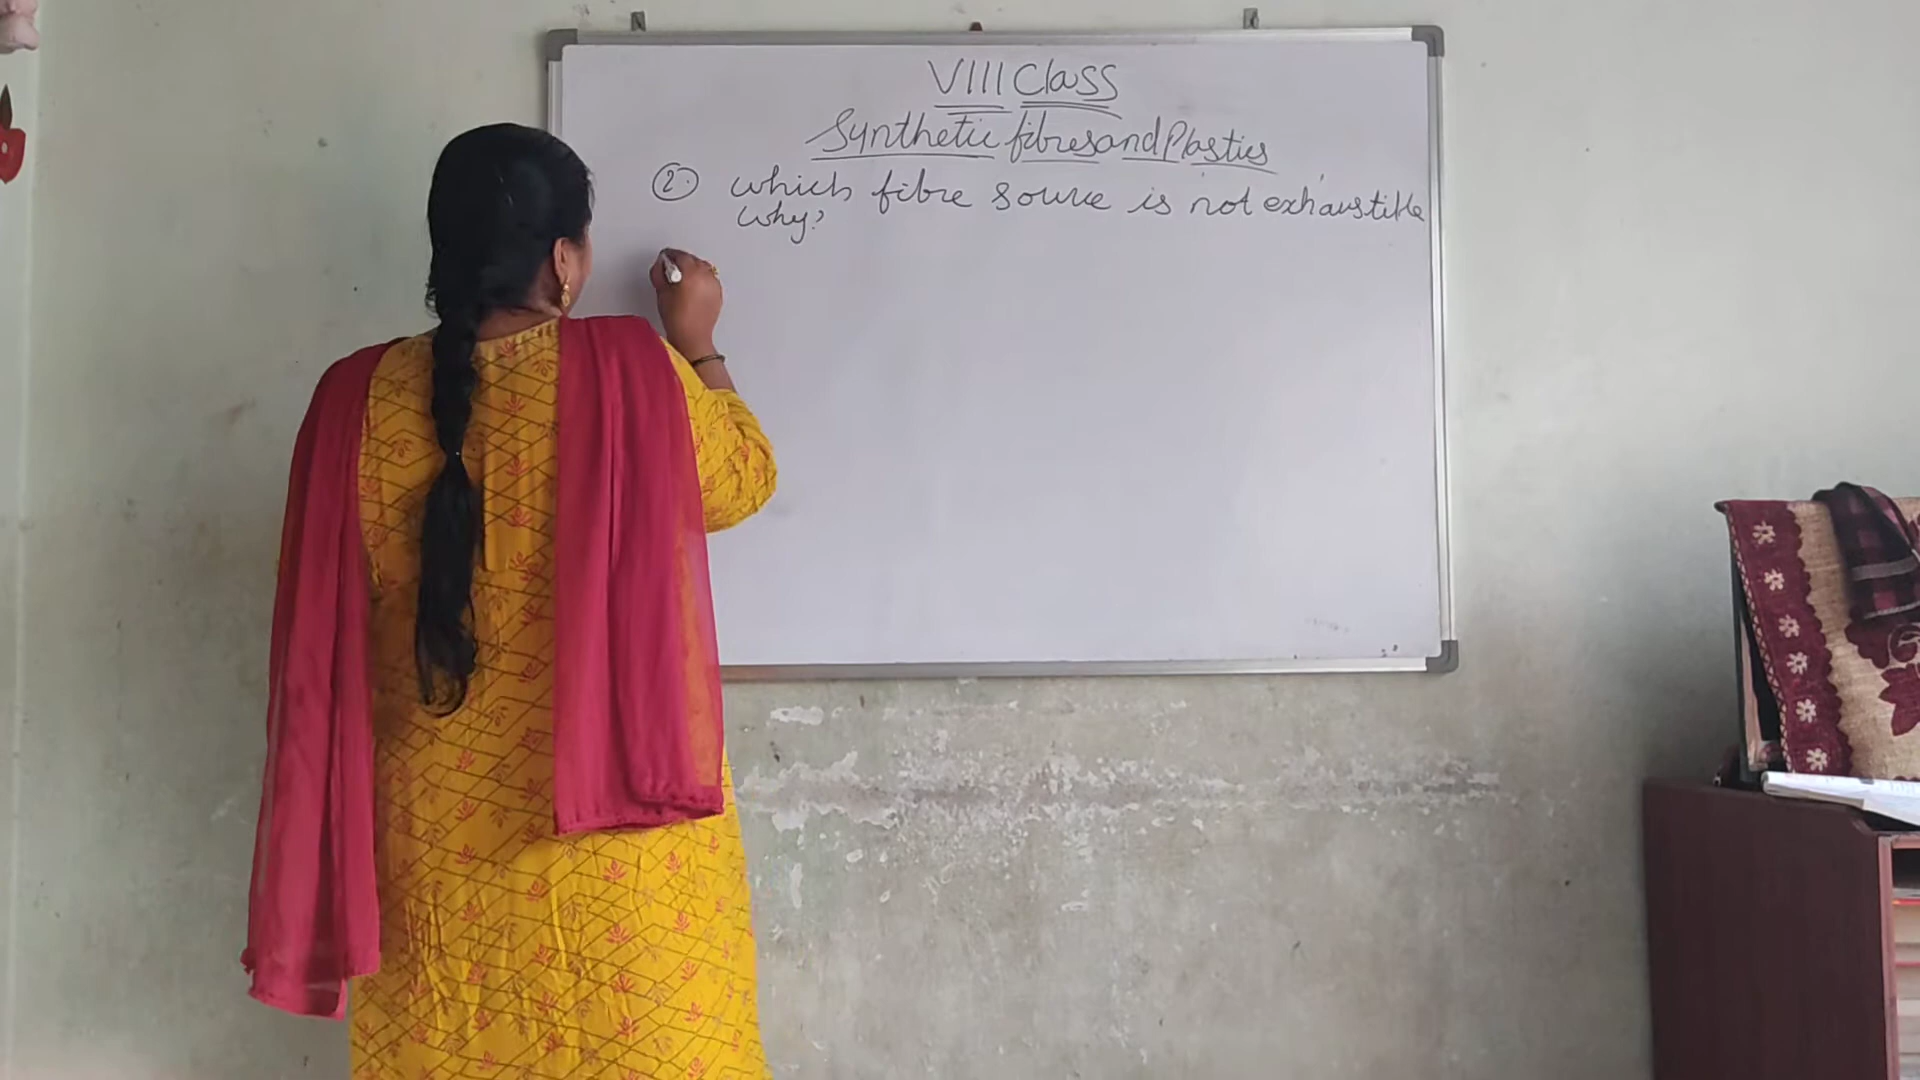 VIII Class
Synthetic fibres and Plastics
② which fibre source is not exhaustible
why?